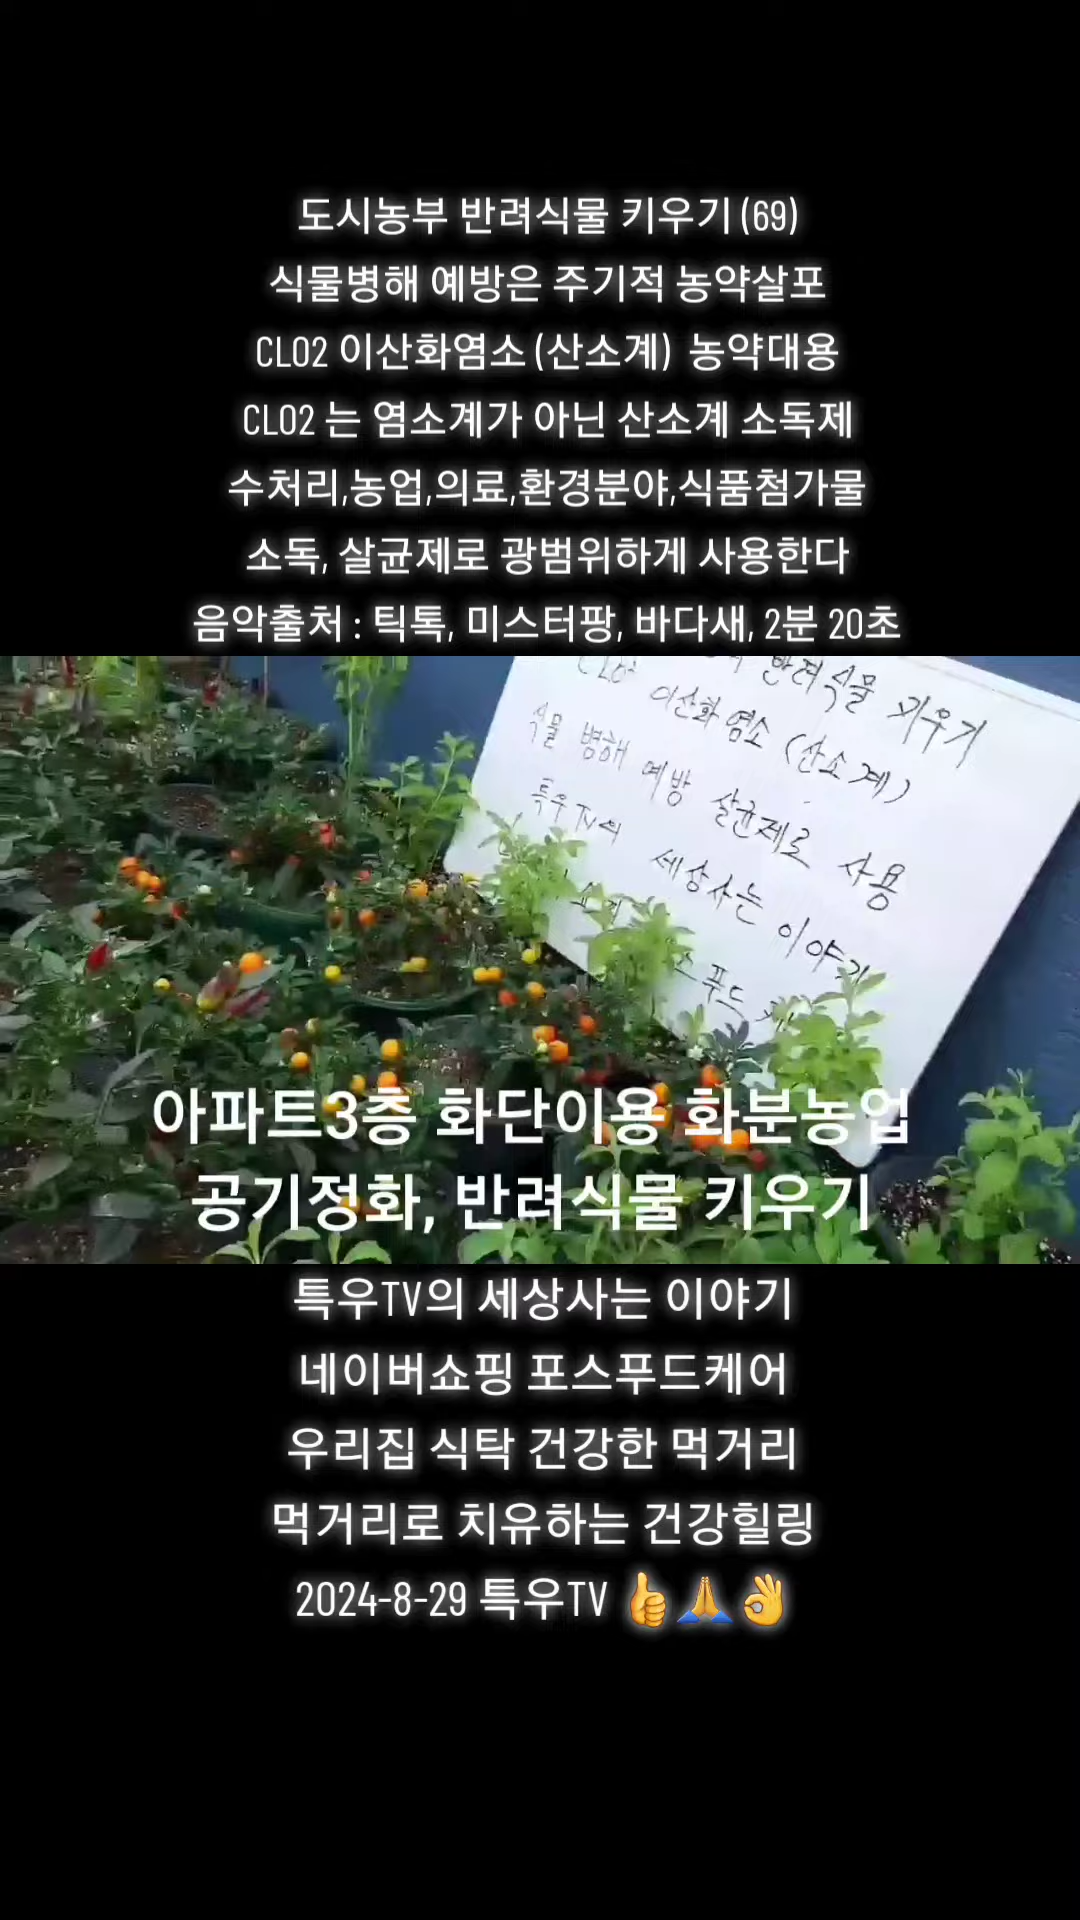 도시농부 반려식물 키우기(69)
식물병해 예방은 주기적 농약살포
CLO2 이산화염소(산소계) 농약대용
CLO2 는 염소계가 아닌 산소계 소독제
수처리,농업,의료,환경분야,식품첨가물
소독, 살균제로 광범위하게 사용한다
음악출처 : 틱톡, 미스터팡, 바다새, 2분 20초
반려식물 키우기
CLO2 이산화염소 (산소계)
식물 병해 예방 살균제로 사용
특우TV의 세상사는 이야기
스푸드
아파트3층 화단이용 화분농업
공기정화, 반려식물 키우기
특우TV의 세상사는 이야기
네이버쇼핑 포스푸드케어
우리집 식탁 건강한 먹거리
먹거리로 치유하는 건강힐링
2024-8-29 특우TV 👍🙏👌